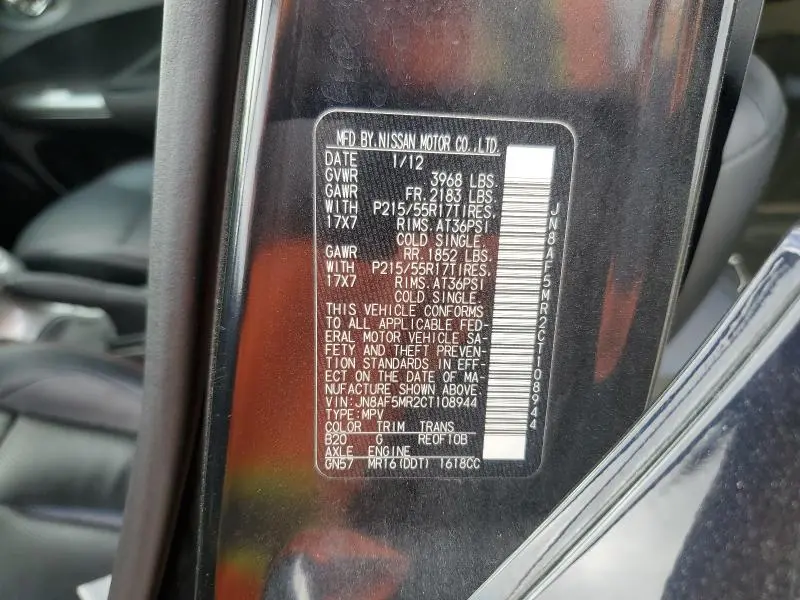 MFD BY.NISSAN MOTOR CO.,LTD.
DATE 1/12
GVWR 3968 LBS.
GAWR FR.2183 LBS.
WITH P215/55R17TIRES.
17X7 RIMS.AT36PSI
COLD SINGLE.
GAWR RR.1852 LBS.
WITH P215/55R17TIRES.
17X7 RIMS.AT36PSI
COLD SINGLE.
THIS VEHICLE CONFORMS
TO ALL APPLICABLE FED-
ERAL MOTOR VEHICLE SA-
FETY AND THEFT PREVEN-
TION STANDARDS IN EFF-
ECT ON THE DATE OF MA-
NUFACTURE SHOWN ABOVE.
VIN:JN8AF5MR2CT108944
TYPE:MPV
COLOR TRIM TRANS
B20 G RE0F10B
AXLE ENGINE
GN57 MR16(DDT) 1618CC
JN8AF5MR2CT108944